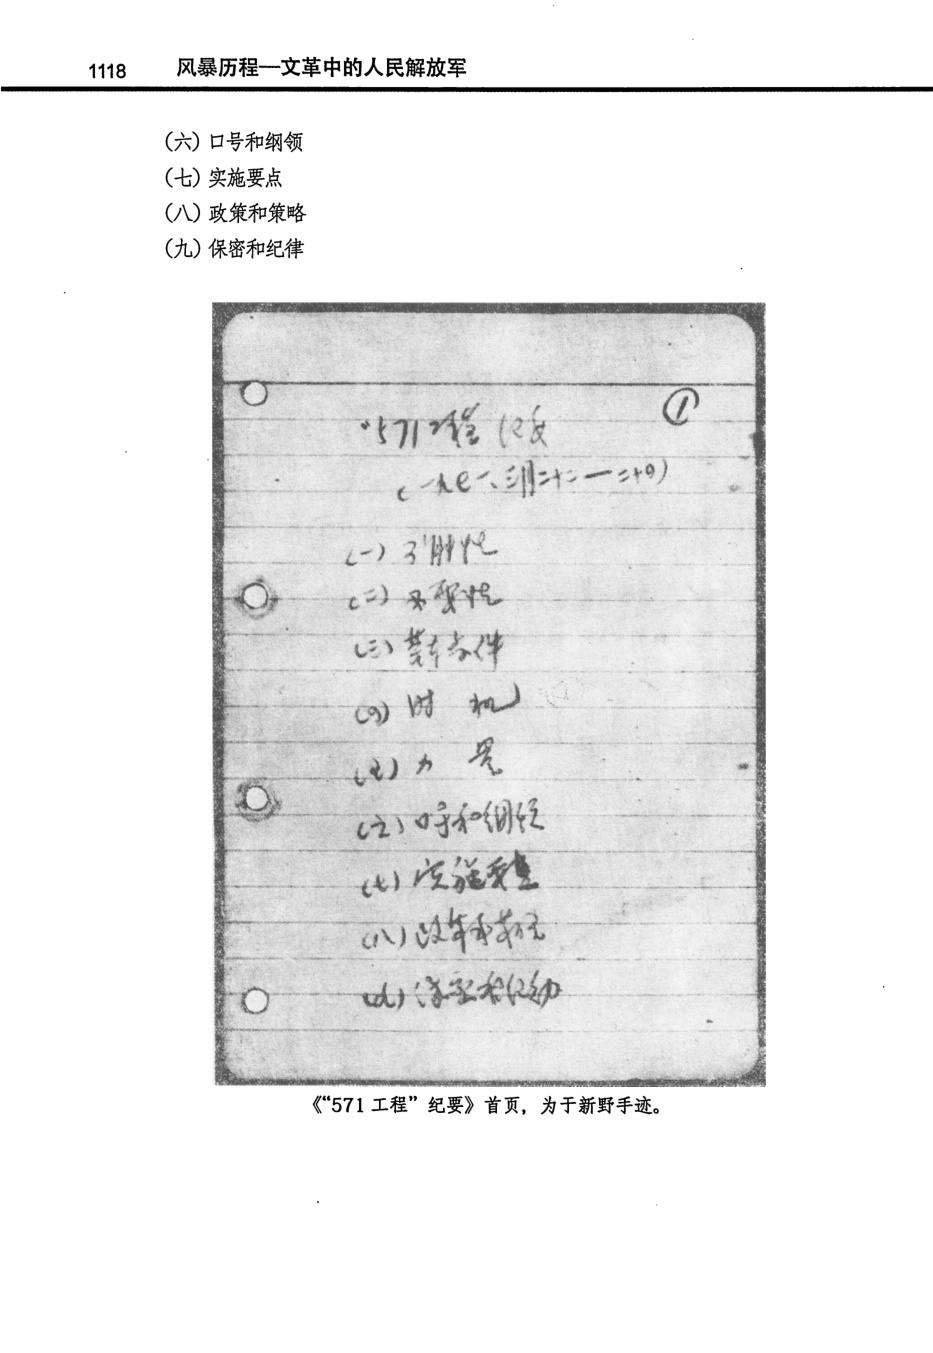 1118 风暴历程—文革中的人民解放军
(六) 口号和纲领
(七) 实施要点
(八) 政策和策略
(九) 保密和纪律
①
“571工程 纪要
(一九七一、三月二十二—二十四)
(一) 可能性
(二) 必要性
(三) 基本条件
(四) 时 机
(五) 力 量
(六) 口号和纲领
(七) 实施要点
(八) 政策和策略
(九) 保密和纪律
《“571 工程”纪要》首页，为于新野手迹。